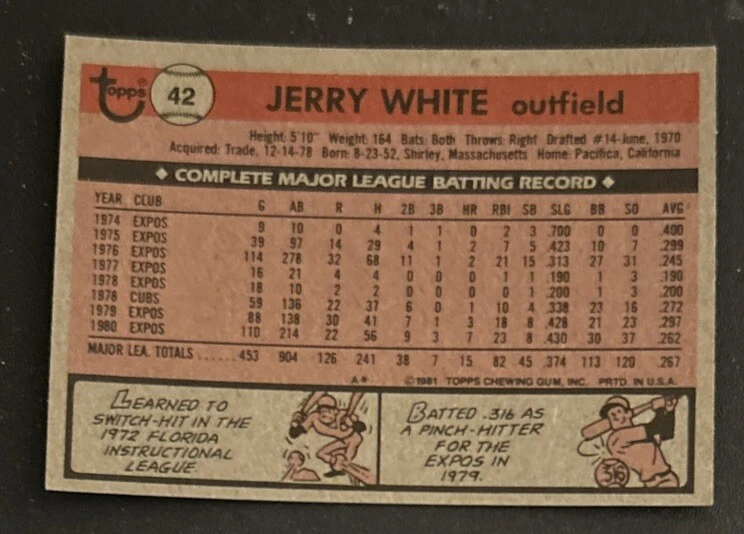 topps® 42 JERRY WHITE outfield
Height: 5'10" Weight: 164 Bats: Both Throws: Right Drafted #14-June, 1970
Acquired: Trade, 12-14-78 Born: 8-23-52, Shirley, Massachusetts Home: Pacifica, California
◆ COMPLETE MAJOR LEAGUE BATTING RECORD ◆
YEAR CLUB G AB R H 2B 3B HR RBI SB SLG BB SO AVG
1974 EXPOS 9 10 0 4 1 1 0 2 3 .700 0 0 .400
1975 EXPOS 39 97 14 29 4 1 2 7 5 .423 10 7 .299
1976 EXPOS 114 278 32 68 11 1 2 21 15 .313 27 31 .245
1977 EXPOS 16 21 4 4 0 0 0 1 1 .190 1 3 .190
1978 EXPOS 18 10 2 2 0 0 0 0 1 .200 1 3 .200
1978 CUBS 59 136 22 37 6 0 1 10 4 .338 23 16 .272
1979 EXPOS 88 138 30 41 7 1 3 18 8 .428 21 23 .297
1980 EXPOS 110 214 22 56 9 3 7 23 8 .430 30 37 .262
MAJOR LEA. TOTALS ...... 453 904 126 241 38 7 15 82 45 .374 113 120 .267
A* ©1981 TOPPS CHEWING GUM, INC. PRTD. IN U.S.A.
LEARNED TO
SWITCH-HIT IN THE
1972 FLORIDA
INSTRUCTIONAL
LEAGUE.
BATTED .316 AS
A PINCH-HITTER
FOR THE
EXPOS IN
1979.
316